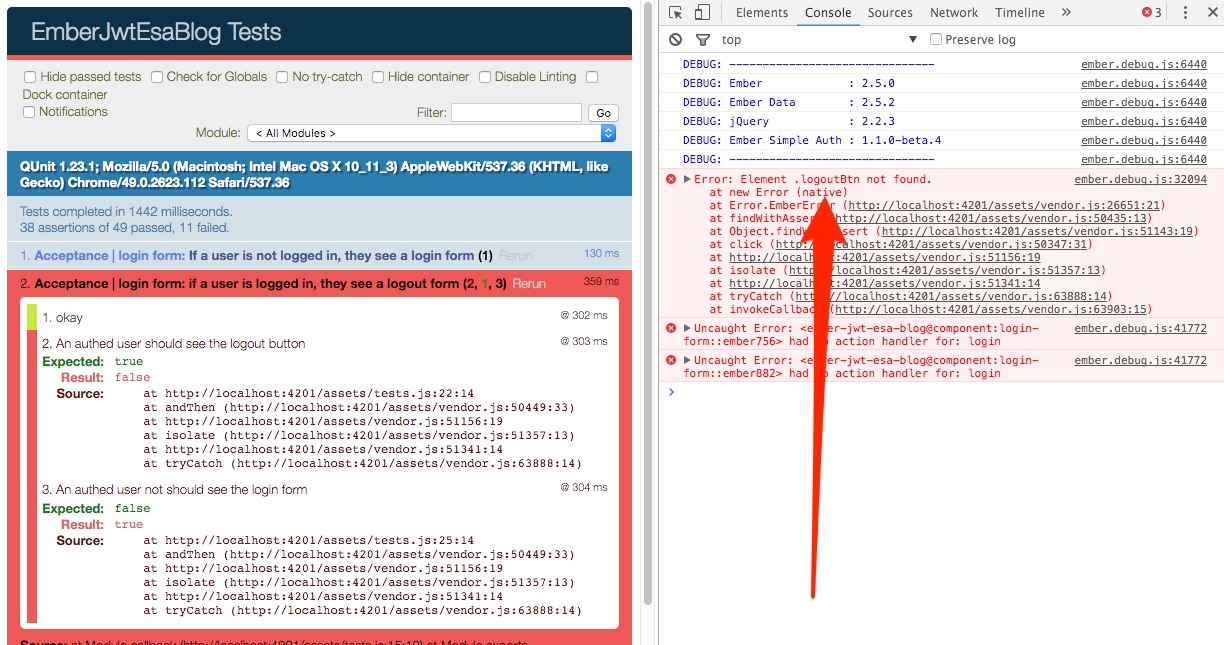 EmberJwtEsaBlog Tests
Hide passed tests Check for Globals No try-catch Hide container Disable Linting
Dock container
Notifications
Filter: Go
Module: < All Modules >
QUnit 1.23.1; Mozilla/5.0 (Macintosh; Intel Mac OS X 10_11_3) AppleWebKit/537.36 (KHTML, like
Gecko) Chrome/49.0.2623.112 Safari/537.36
Tests completed in 1442 milliseconds.
38 assertions of 49 passed, 11 failed.
1. Acceptance | login form: If a user is not logged in, they see a login form (1) Rerun 130 ms
2. Acceptance | login form: if a user is logged in, they see a logout form (2, 1, 3) Rerun 359 ms
1. okay @ 302 ms
2. An authed user should see the logout button @ 303 ms
Expected: true
Result: false
Source: at http://localhost:4201/assets/tests.js:22:14
at andThen (http://localhost:4201/assets/vendor.js:50449:33)
at http://localhost:4201/assets/vendor.js:51156:19
at isolate (http://localhost:4201/assets/vendor.js:51357:13)
at http://localhost:4201/assets/vendor.js:51341:14
at tryCatch (http://localhost:4201/assets/vendor.js:63888:14)
3. An authed user not should see the login form @ 304 ms
Expected: false
Result: true
Source: at http://localhost:4201/assets/tests.js:25:14
at andThen (http://localhost:4201/assets/vendor.js:50449:33)
at http://localhost:4201/assets/vendor.js:51156:19
at isolate (http://localhost:4201/assets/vendor.js:51357:13)
at http://localhost:4201/assets/vendor.js:51341:14
at tryCatch (http://localhost:4201/assets/vendor.js:63888:14)
Source: at Module.callback (http://localhost:4201/assets/tests.js:15:19) at Module.exports
Elements Console Sources Network Timeline » 3
top Preserve log
DEBUG: ------------------------------- ember.debug.js:6440
DEBUG: Ember : 2.5.0 ember.debug.js:6440
DEBUG: Ember Data : 2.5.2 ember.debug.js:6440
DEBUG: jQuery : 2.2.3 ember.debug.js:6440
DEBUG: Ember Simple Auth : 1.1.0-beta.4 ember.debug.js:6440
DEBUG: ------------------------------- ember.debug.js:6440
Error: Element .logoutBtn not found. ember.debug.js:32094
at new Error (native)
at Error.EmberError (http://localhost:4201/assets/vendor.js:26651:21)
at findWithAssert (http://localhost:4201/assets/vendor.js:50435:13)
at Object.findWithAssert (http://localhost:4201/assets/vendor.js:51143:19)
at click (http://localhost:4201/assets/vendor.js:50347:31)
at http://localhost:4201/assets/vendor.js:51156:19
at isolate (http://localhost:4201/assets/vendor.js:51357:13)
at http://localhost:4201/assets/vendor.js:51341:14
at tryCatch (http://localhost:4201/assets/vendor.js:63888:14)
at invokeCallback (http://localhost:4201/assets/vendor.js:63903:15)
Uncaught Error: <ember-jwt-esa-blog@component:login- ember.debug.js:41772
form::ember756> had no action handler for: login
Uncaught Error: <ember-jwt-esa-blog@component:login- ember.debug.js:41772
form::ember882> had no action handler for: login